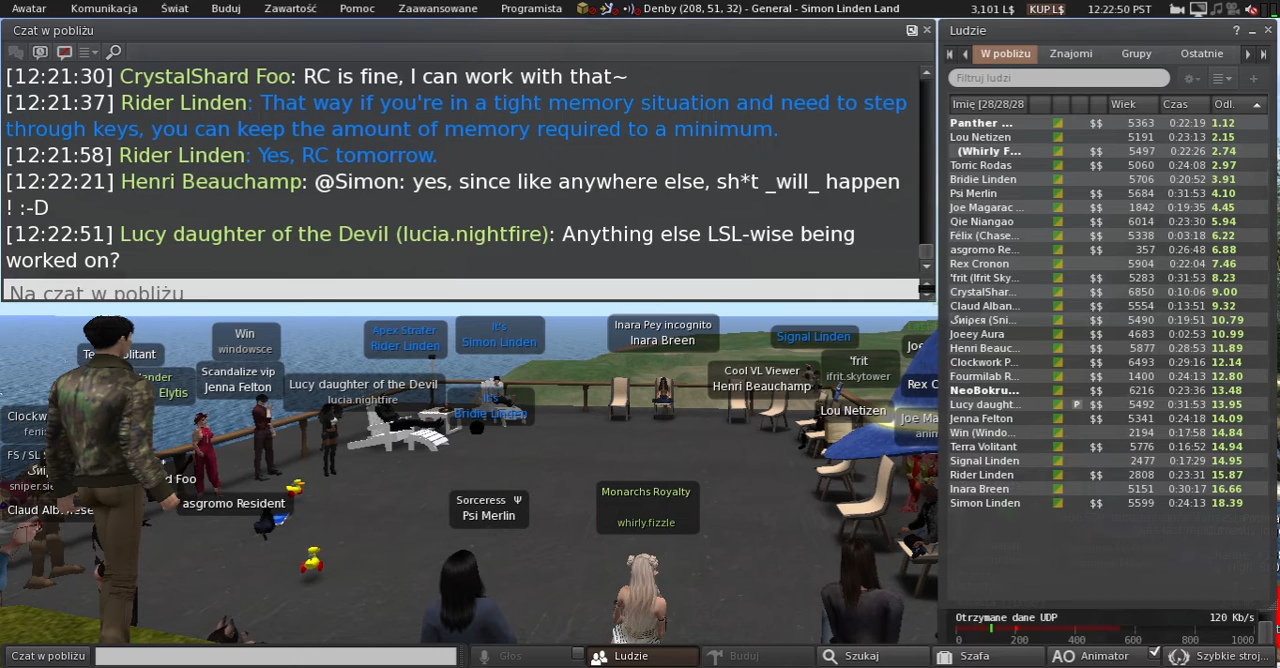 Awatar Komunikacja Świat Buduj Zawartość Pomoc Zaawansowane Programista Denby (208, 51, 32) - General - Simon Linden Land 3,101 L$ KUP L$ 12:22:50 PST
Czat w pobliżu
[12:21:30] CrystalShard Foo: RC is fine, I can work with that~
[12:21:37] Rider Linden: That way if you're in a tight memory situation and need to step
through keys, you can keep the amount of memory required to a minimum.
[12:21:58] Rider Linden: Yes, RC tomorrow.
[12:22:21] Henri Beauchamp: @Simon: yes, since like anywhere else, sh*t _will_ happen
! :-D
[12:22:51] Lucy daughter of the Devil (lucia.nightfire): Anything else LSL-wise being
worked on?
Na czat w pobliżu
Win
windowsce
Apex Strater
Rider Linden
It's
Simon Linden
Inara Pey incognito
Inara Breen
Signal Linden
Scandalize vip
Jenna Felton
Elytis
Lucy daughter of the Devil
lucia.nightfire
It's
Bridie Linden
Cool VL Viewer
Henri Beauchamp
'frit
ifrit.skytower
Lou Netizen
Rex C
Joe Ma
Clockw
FS / SL
d Foo
asgromo Resident
Sorceress Ψ
Psi Merlin
Monarchs Royalty
whirly.fizzle
Ludzie
W pobliżu Znajomi Grupy Ostatnie
Filtruj ludzi
Imię [28/28/28 Wiek Czas Odl.
Panther ... $$ 5363 0:22:19 1.12
Lou Netizen 5191 0:23:13 2.15
(Whirly F... $$ 5497 0:22:26 2.74
Torric Rodas $$ 5060 0:24:08 2.97
Bridie Linden 5706 0:20:52 3.91
Psi Merlin $$ 5684 0:31:53 4.10
Joe Magarac ... $$ 1842 0:19:35 4.45
Qie Niangao $$ 6014 0:23:30 5.94
Félix (Chase... $$ 5338 0:03:18 6.22
asgromo Re... $$ 357 0:26:48 6.88
Rex Cronon 5904 0:22:04 7.46
'frit (Ifrit Sky... $$ 5283 0:31:53 8.23
CrystalShar... $$ 6850 0:10:06 9.00
Claud Alban... $$ 5554 0:13:51 9.32
(Sni... $$ 5490 0:19:51 10.79
Joeey Aura $$ 4683 0:02:53 10.99
Henri Beauc... $$ 5877 0:28:53 11.89
Clockwork P... $$ 6493 0:29:16 12.14
Fourmilab R... $$ 1400 0:24:13 12.80
NeoBokru... $$ 6216 0:23:36 13.48
Lucy daught... P $$ 5492 0:31:53 13.95
Jenna Felton $$ 5341 0:24:18 14.09
Win (Windo... 2194 0:17:58 14.84
Terra Volitant $$ 5776 0:16:52 14.94
Signal Linden 2477 0:17:29 14.95
Rider Linden $$ 2808 0:23:31 15.87
Inara Breen 5151 0:30:17 16.66
Simon Linden $$ 5599 0:24:13 18.39
Otrzymane dane UDP 120 Kb/s
0 200 400 600 800 1000
Czat w pobliżu Głos Ludzie Buduj Szukaj Szafa AO Animator Szybkie stroj...